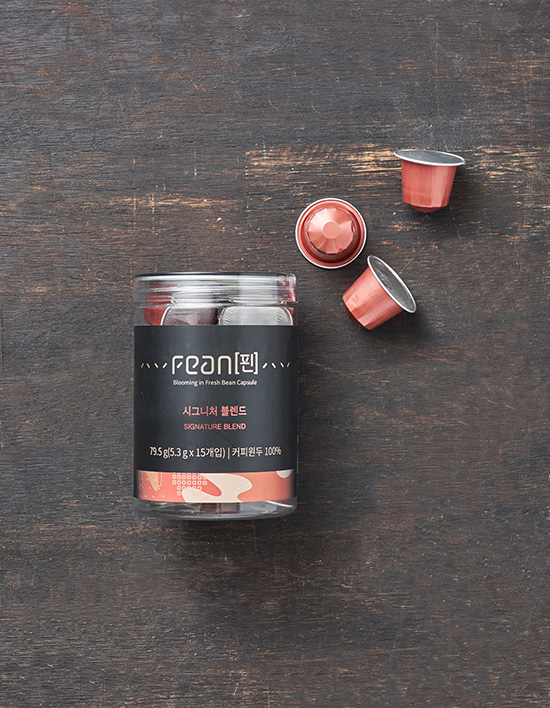 Fean[핀]
Blooming in Fresh Bean Capsule
시그니처 블렌드
SIGNATURE BLEND
79.5 g(5.3 g x 15개입) | 커피원두 100%